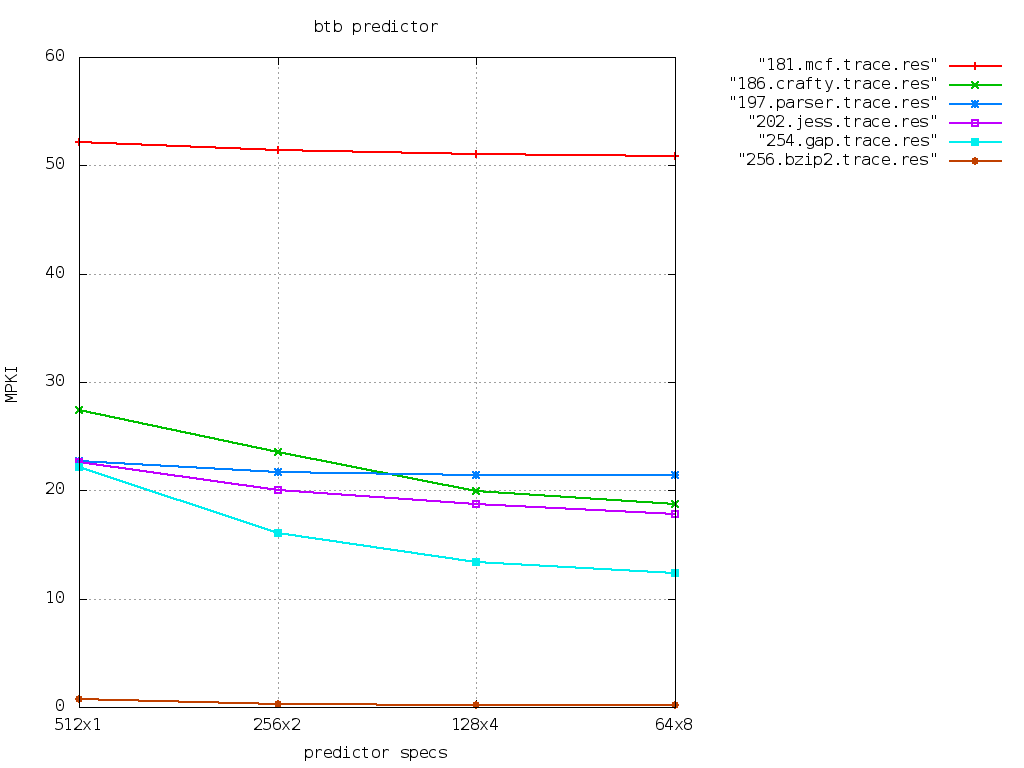 btb predictor
60
50
40
30
20
10
0
MPKI
512x1
256x2
128x4
64x8
predictor specs
"181.mcf.trace.res"
"186.crafty.trace.res"
"197.parser.trace.res"
"202.jess.trace.res"
"254.gap.trace.res"
"256.bzip2.trace.res"